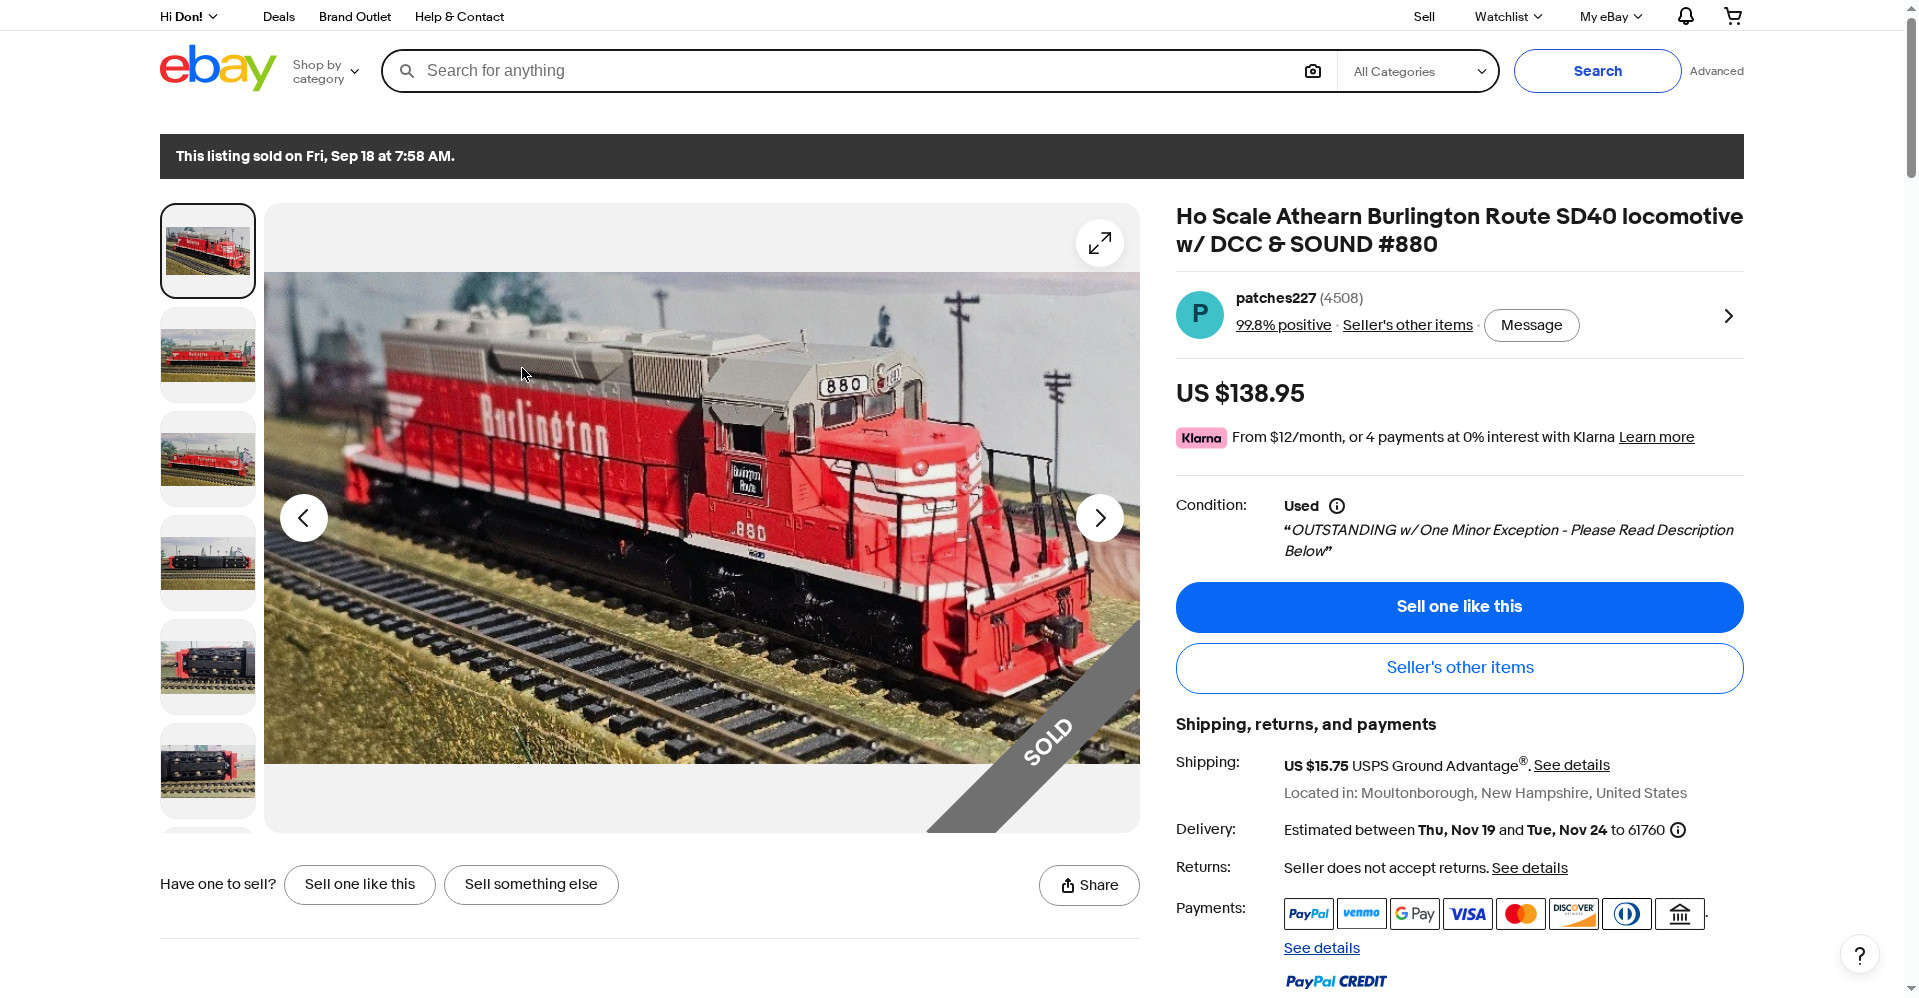 Hi Don!
Deals
Brand Outlet
Help & Contact
Sell
Watchlist
My eBay
ebay
Shop by
category
Search for anything
All Categories
Search
Advanced
This listing sold on Fri, Sep 18 at 7:58 AM.
Burlington
880
Burlington
Route
880
SOLD
Have one to sell?
Sell one like this
Sell something else
Share
Ho Scale Athearn Burlington Route SD40 locomotive
w/ DCC & SOUND #880
P
patches227 (4508)
99.8% positive · Seller's other items ·
Message
US $138.95
Klarna From $12/month, or 4 payments at 0% interest with Klarna Learn more
Condition:
Used
“OUTSTANDING w/ One Minor Exception - Please Read Description
Below”
Sell one like this
Seller's other items
Shipping, returns, and payments
Shipping:
US $15.75 USPS Ground Advantage®. See details
Located in: Moultonborough, New Hampshire, United States
Delivery:
Estimated between Thu, Nov 19 and Tue, Nov 24 to 61760
Returns:
Seller does not accept returns. See details
Payments:
PayPal venmo G Pay VISA DISCOVER
See details
PayPal CREDIT
?